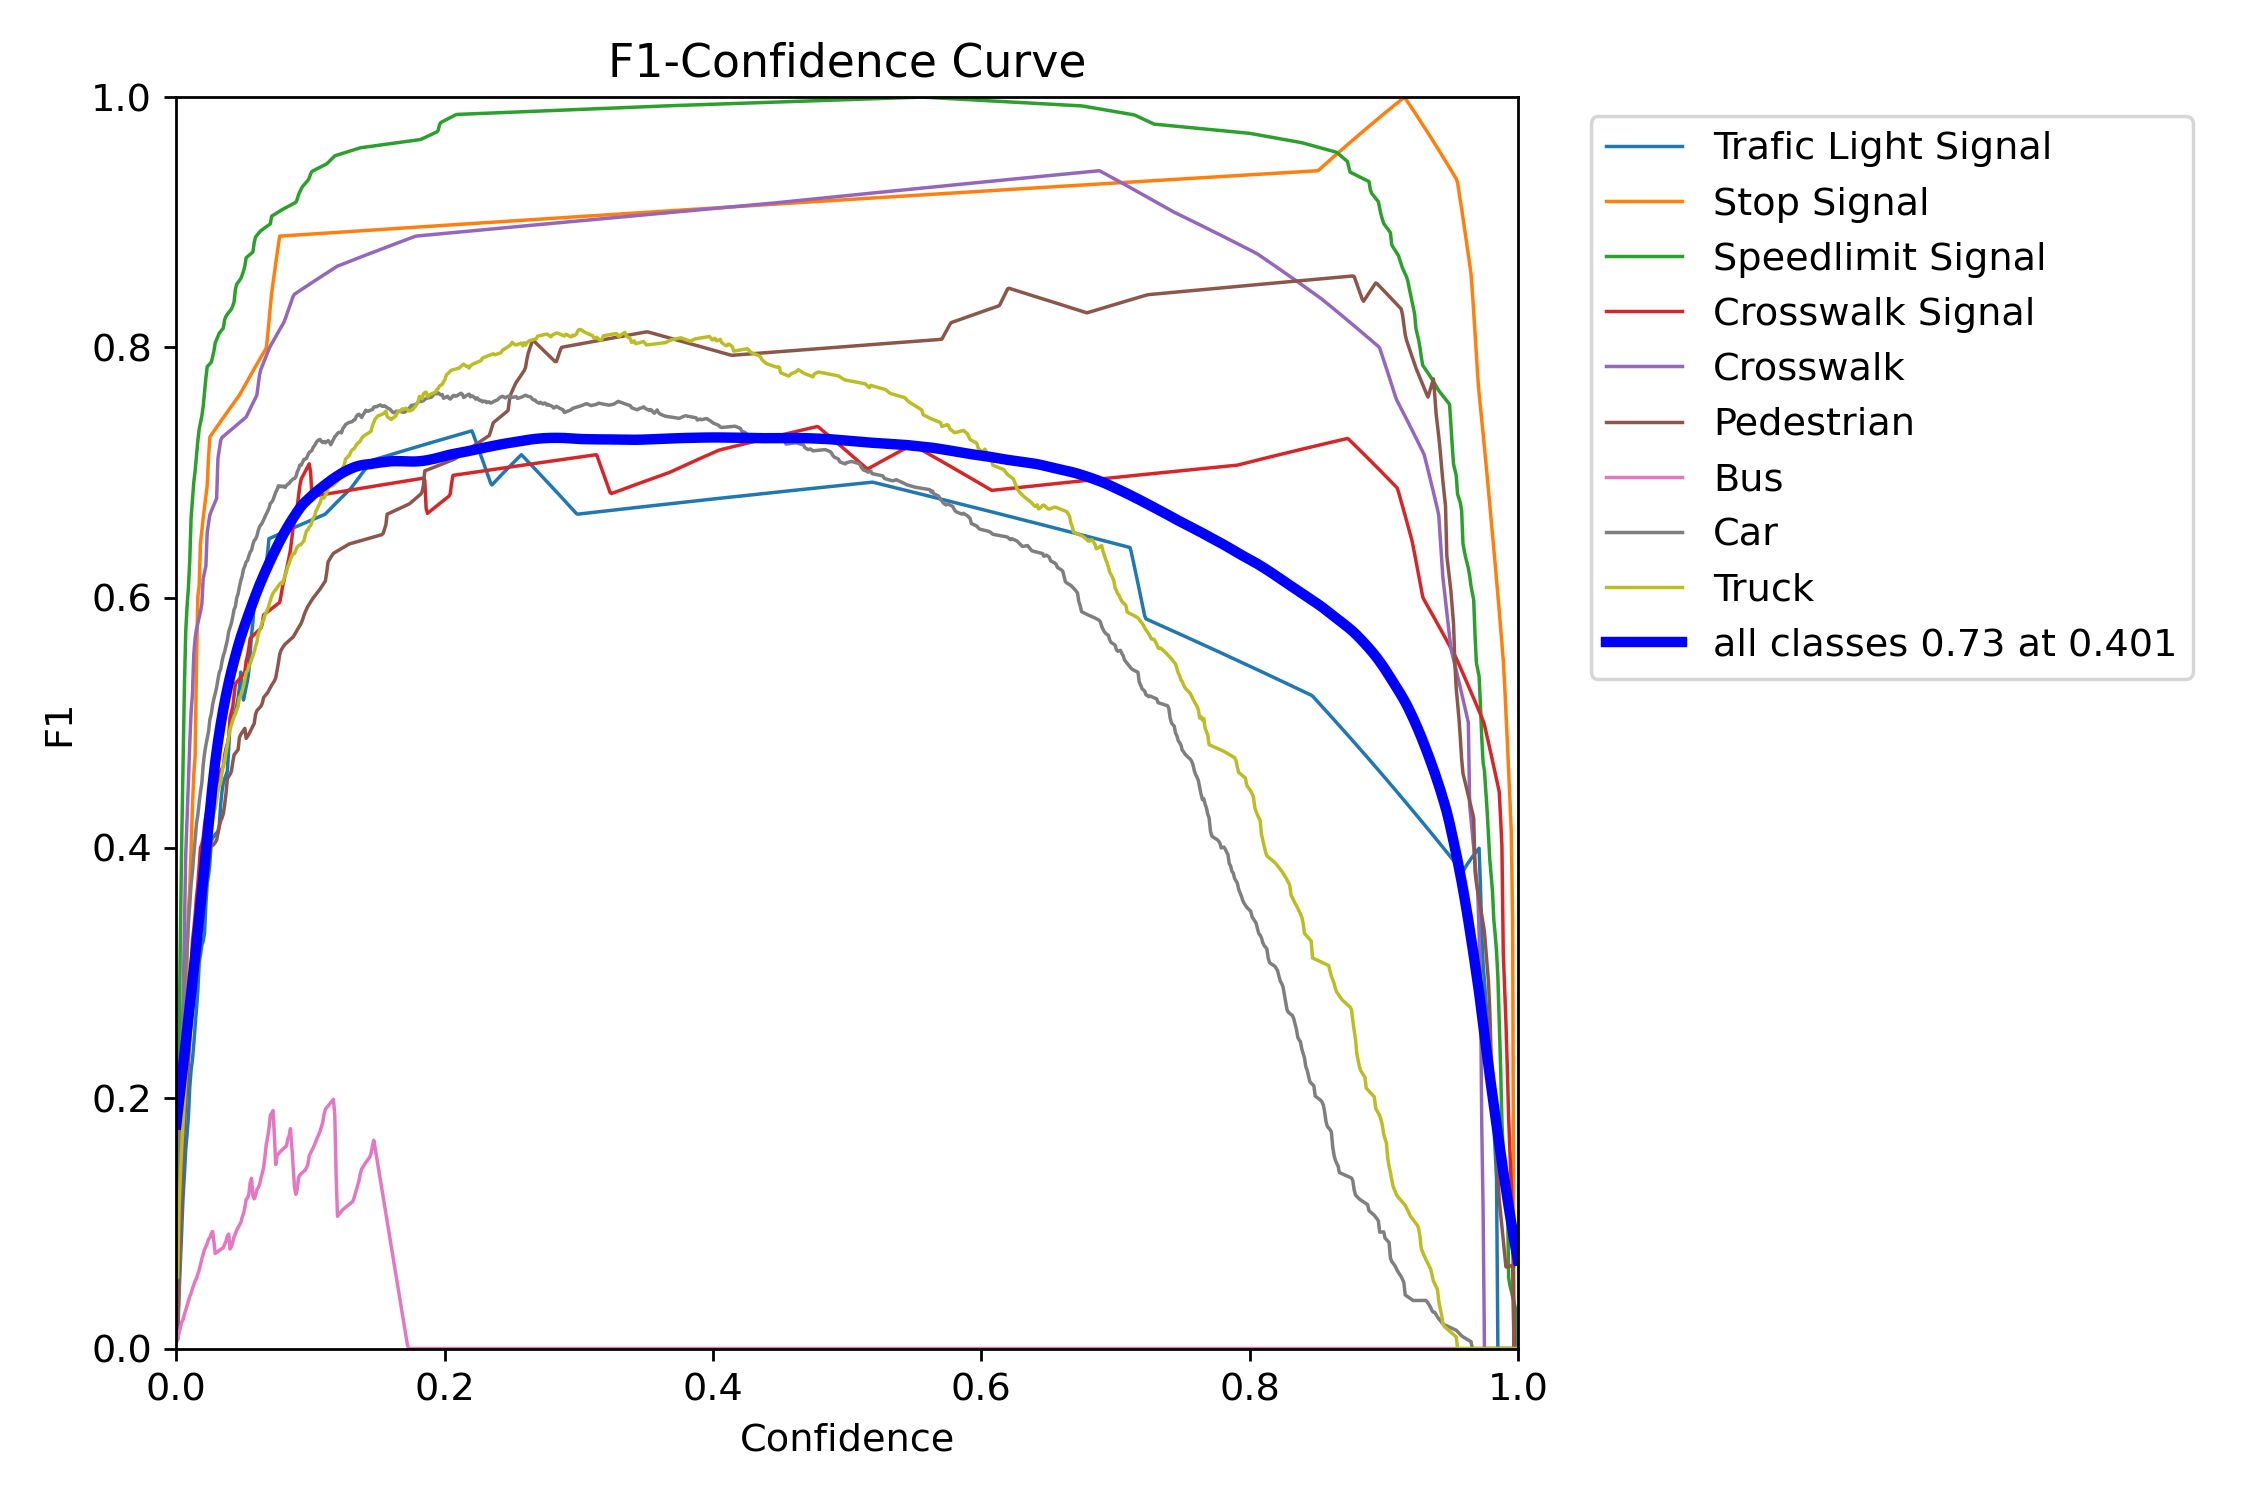 F1-Confidence Curve
1.0
0.8
0.6
0.4
0.2
0.0
F1
0.0 0.2 0.4 0.6 0.8 1.0
Confidence
Trafic Light Signal
Stop Signal
Speedlimit Signal
Crosswalk Signal
Crosswalk
Pedestrian
Bus
Car
Truck
all classes 0.73 at 0.401